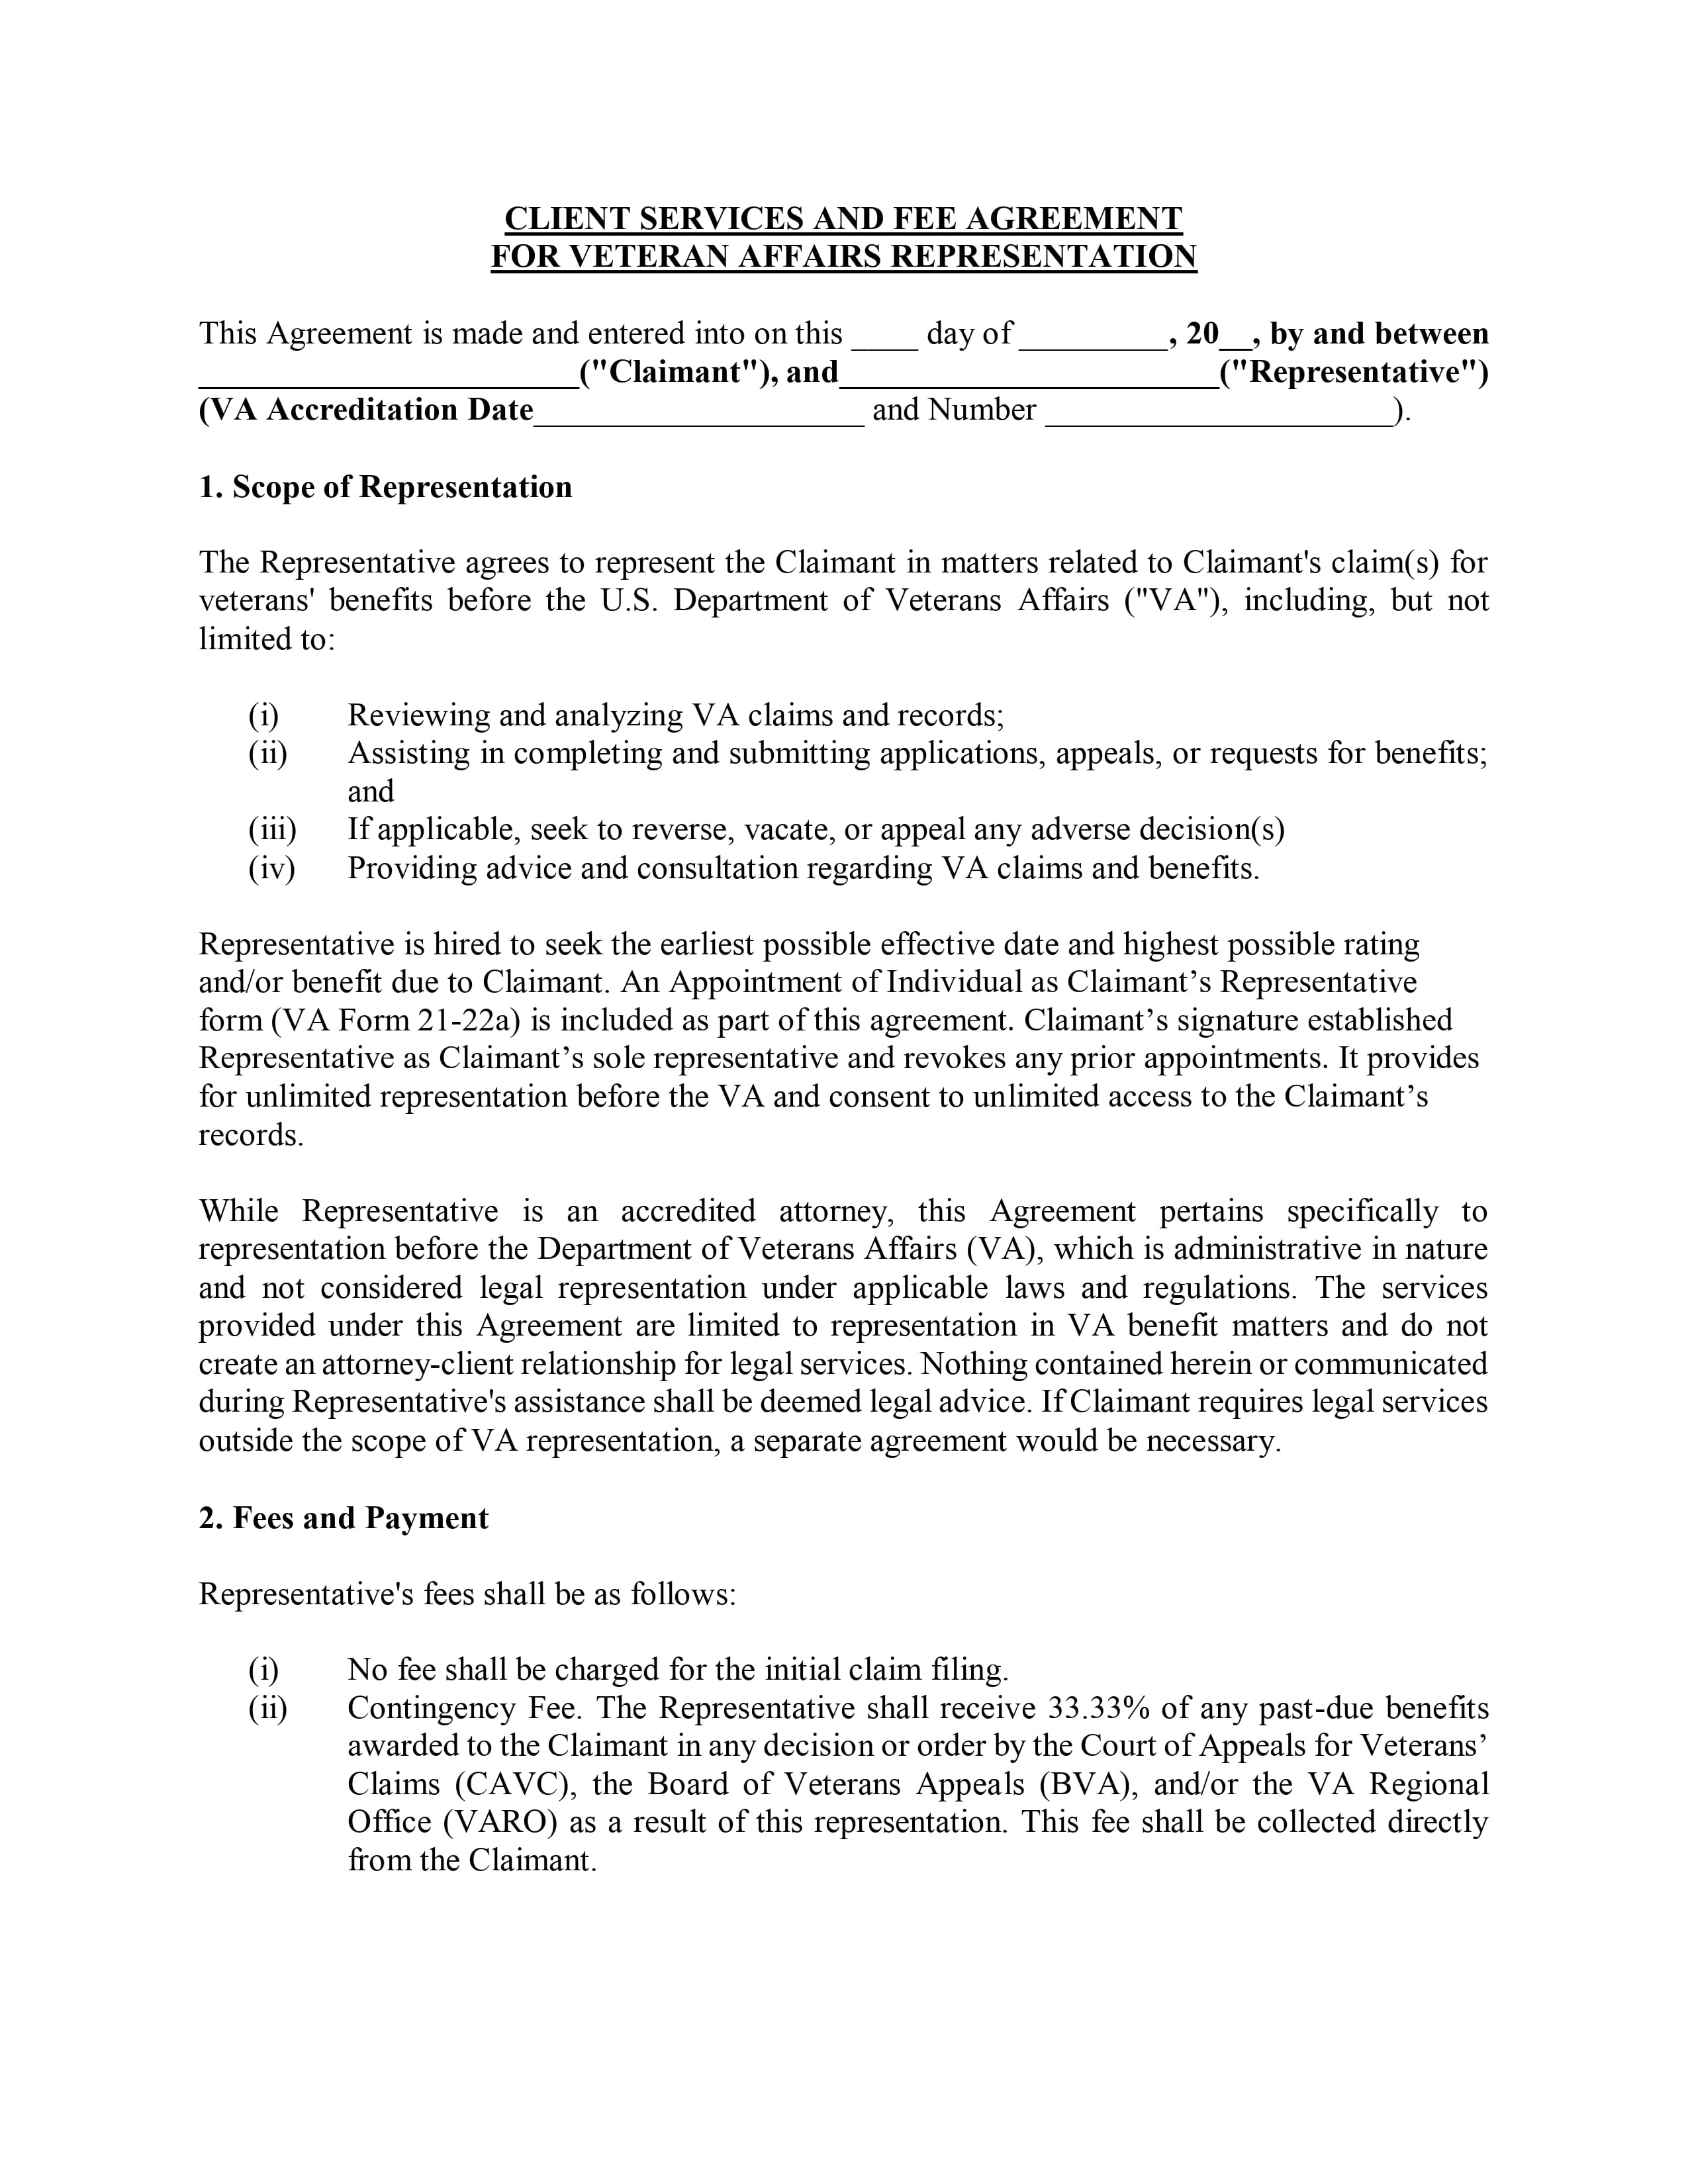 CLIENT SERVICES AND FEE AGREEMENT
FOR VETERAN AFFAIRS REPRESENTATION
This Agreement is made and entered into on this ____ day of _________, 20__, by and between
_______________________("Claimant"), and_______________________("Representative")
(VA Accreditation Date____________________ and Number _____________________).
1. Scope of Representation
The Representative agrees to represent the Claimant in matters related to Claimant's claim(s) for
veterans' benefits before the U.S. Department of Veterans Affairs ("VA"), including, but not
limited to:
(i) Reviewing and analyzing VA claims and records;
(ii) Assisting in completing and submitting applications, appeals, or requests for benefits;
and
(iii) If applicable, seek to reverse, vacate, or appeal any adverse decision(s)
(iv) Providing advice and consultation regarding VA claims and benefits.
Representative is hired to seek the earliest possible effective date and highest possible rating
and/or benefit due to Claimant. An Appointment of Individual as Claimant’s Representative
form (VA Form 21-22a) is included as part of this agreement. Claimant’s signature established
Representative as Claimant’s sole representative and revokes any prior appointments. It provides
for unlimited representation before the VA and consent to unlimited access to the Claimant’s
records.
While Representative is an accredited attorney, this Agreement pertains specifically to
representation before the Department of Veterans Affairs (VA), which is administrative in nature
and not considered legal representation under applicable laws and regulations. The services
provided under this Agreement are limited to representation in VA benefit matters and do not
create an attorney-client relationship for legal services. Nothing contained herein or communicated
during Representative's assistance shall be deemed legal advice. If Claimant requires legal services
outside the scope of VA representation, a separate agreement would be necessary.
2. Fees and Payment
Representative's fees shall be as follows:
(i) No fee shall be charged for the initial claim filing.
(ii) Contingency Fee. The Representative shall receive 33.33% of any past-due benefits
awarded to the Claimant in any decision or order by the Court of Appeals for Veterans’
Claims (CAVC), the Board of Veterans Appeals (BVA), and/or the VA Regional
Office (VARO) as a result of this representation. This fee shall be collected directly
from the Claimant.